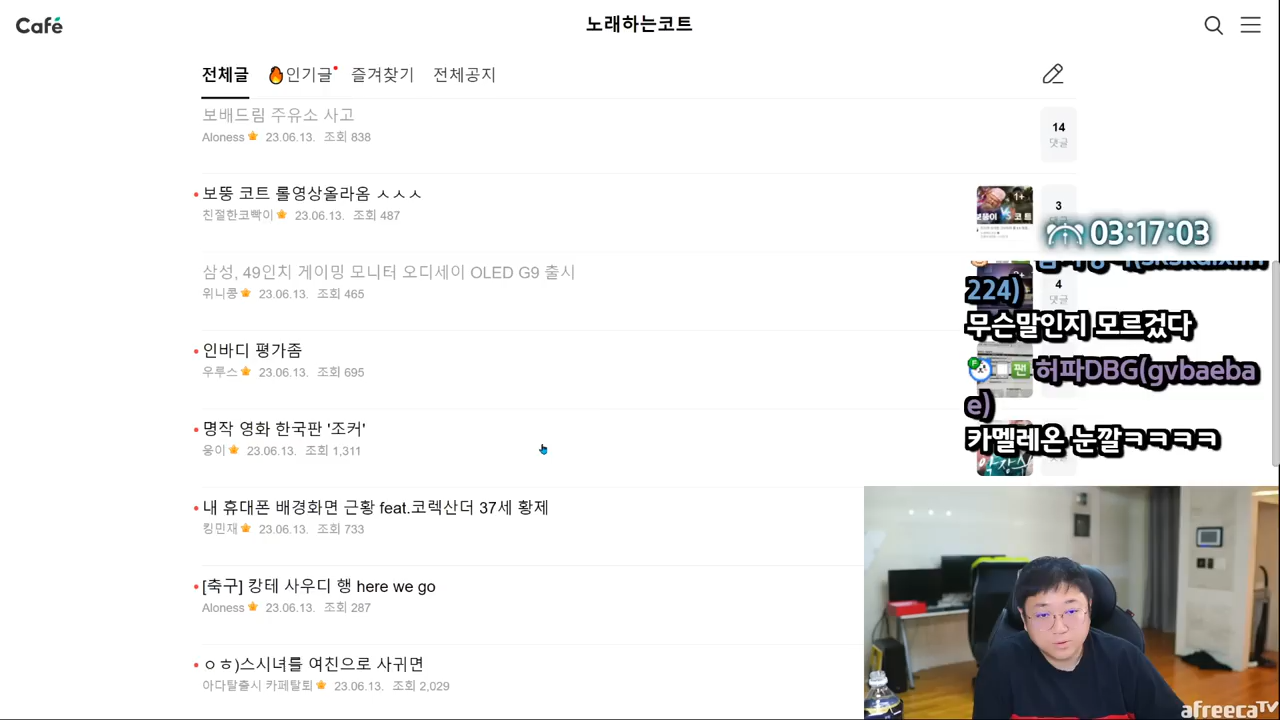 Café
노래하는코트
전체글 🔥인기글 즐겨찾기 전체공지
보배드림 주유소 사고
Aloness 23.06.13. 조회 838
14
댓글
보뚱 코트 롤영상올라옴 ㅅㅅㅅ
친절한코빡이 23.06.13. 조회 487
3
03:17:03
삼성, 49인치 게이밍 모니터 오디세이 OLED G9 출시
위니콩 23.06.13. 조회 465
4
댓글
224)
무슨말인지 모르겄다
인바디 평가좀
우루스 23.06.13. 조회 695
팬 허파DBG(gvbaeba
e)
카멜레온 눈깔ㅋㅋㅋㅋ
명작 영화 한국판 '조커'
웅이 23.06.13. 조회 1,311
내 휴대폰 배경화면 근황 feat.코렉산더 37세 황제
킹민재 23.06.13. 조회 733
[축구] 캉테 사우디 행 here we go
Aloness 23.06.13. 조회 287
ㅇㅎ)스시녀를 여친으로 사귀면
아다탈출시 카페탈퇴 23.06.13. 조회 2,029
afreecaTV